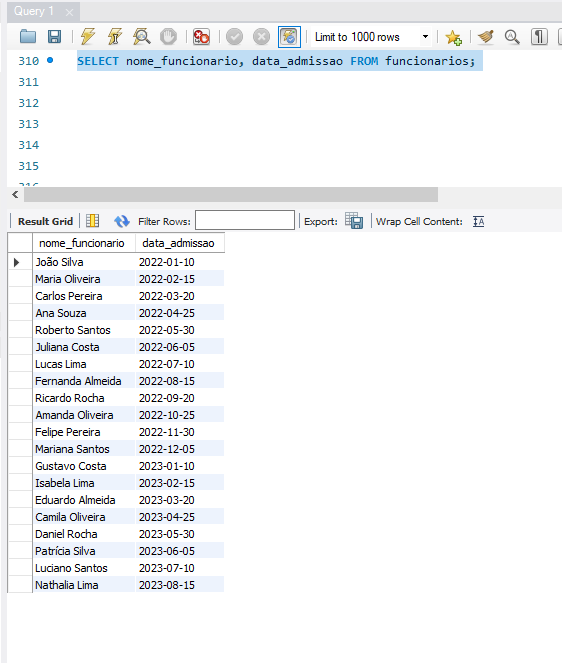 Query 1
Limit to 1000 rows
310 SELECT nome_funcionario, data_admissao FROM funcionarios;
311
312
313
314
315
Result Grid Filter Rows: Export: Wrap Cell Content:
nome_funcionario data_admissao
João Silva 2022-01-10
Maria Oliveira 2022-02-15
Carlos Pereira 2022-03-20
Ana Souza 2022-04-25
Roberto Santos 2022-05-30
Juliana Costa 2022-06-05
Lucas Lima 2022-07-10
Fernanda Almeida 2022-08-15
Ricardo Rocha 2022-09-20
Amanda Oliveira 2022-10-25
Felipe Pereira 2022-11-30
Mariana Santos 2022-12-05
Gustavo Costa 2023-01-10
Isabela Lima 2023-02-15
Eduardo Almeida 2023-03-20
Camila Oliveira 2023-04-25
Daniel Rocha 2023-05-30
Patrícia Silva 2023-06-05
Luciano Santos 2023-07-10
Nathalia Lima 2023-08-15